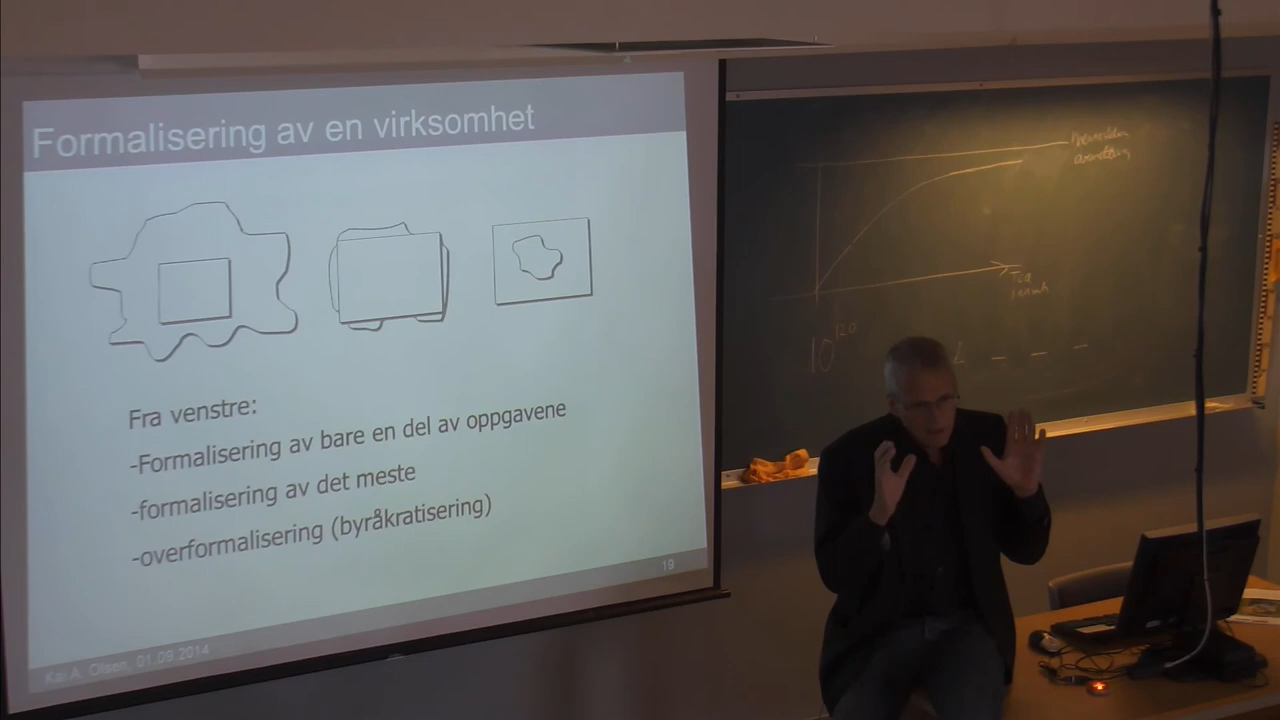 Formalisering av en virksomhet
Fra venstre:
-Formalisering av bare en del av oppgavene
-formalisering av det meste
-overformalisering (byråkratisering)
19
Kai A. Olsen, 01.09.2014
10^120